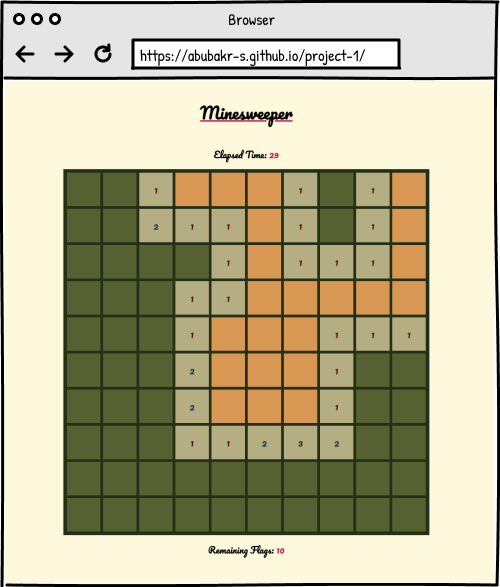 Browser
https://abubakr-s.github.io/project-1/
Minesweeper
Elapsed Time: 29
1 1 1
2 1 1 1 1
1 1 1 1
1 1
1 1 1 1
2 1
2 1
1 1 2 3 2
Remaining Flags: 10